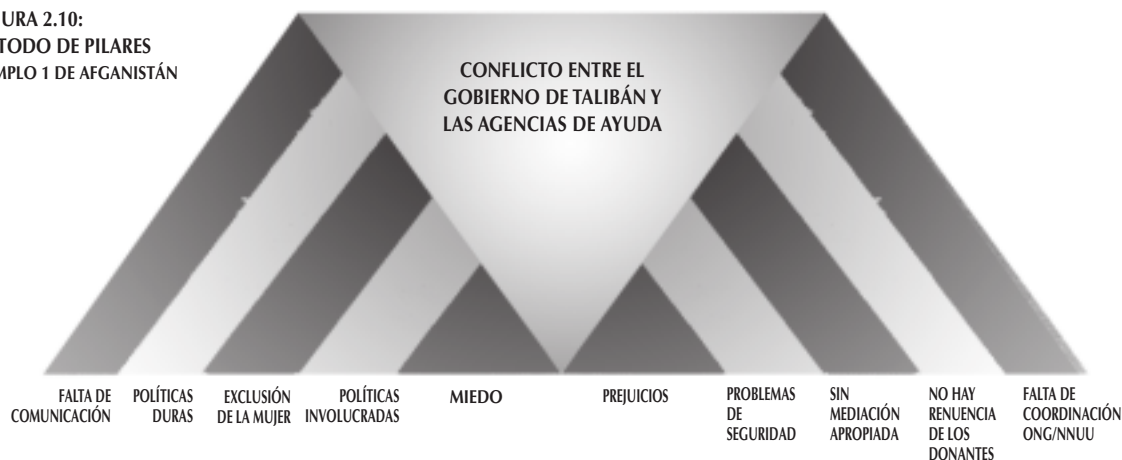 URA 2.10:
TODO DE PILARES
MPLO 1 DE AFGANISTÁN
CONFLICTO ENTRE EL
GOBIERNO DE TALIBÁN Y
LAS AGENCIAS DE AYUDA
FALTA DE
COMUNICACIÓN
POLÍTICAS
DURAS
EXCLUSIÓN
DE LA MUJER
POLÍTICAS
INVOLUCRADAS
MIEDO
PREJUICIOS
PROBLEMAS
DE
SEGURIDAD
SIN
MEDIACIÓN
APROPIADA
NO HAY
RENUENCIA
DE LOS
DONANTES
FALTA DE
COORDINACIÓN
ONG/NNUU